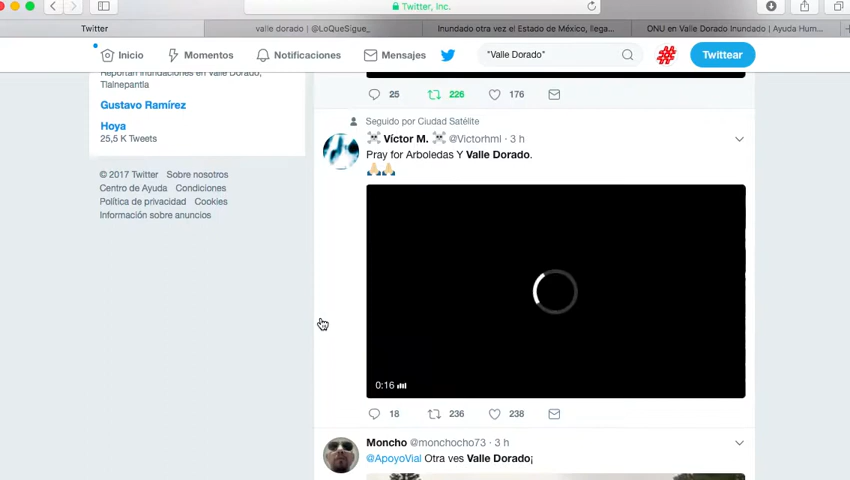 Twitter, Inc.
Twitter
valle dorado | @LoQueSigue_
Inundado otra vez el Estado de México, llega...
ONU en Valle Dorado Inundado | Ayuda Hum...
Inicio
Momentos
Notificaciones
Mensajes
"Valle Dorado"
Twittear
Reportan inundaciones en Valle Dorado,
Tlalnepantla
Gustavo Ramírez
Hoya
25,5 K Tweets
© 2017 Twitter Sobre nosotros
Centro de Ayuda Condiciones
Política de privacidad Cookies
Información sobre anuncios
25 226 176
Seguido por Ciudad Satélite
☠️ Víctor M. ☠️ @Victorhml · 3 h
Pray for Arboledas Y Valle Dorado.
🙏🏼🙏🏼
0:16
18 236 238
Moncho @monchocho73 · 3 h
@ApoyoVial Otra ves Valle Dorado¡